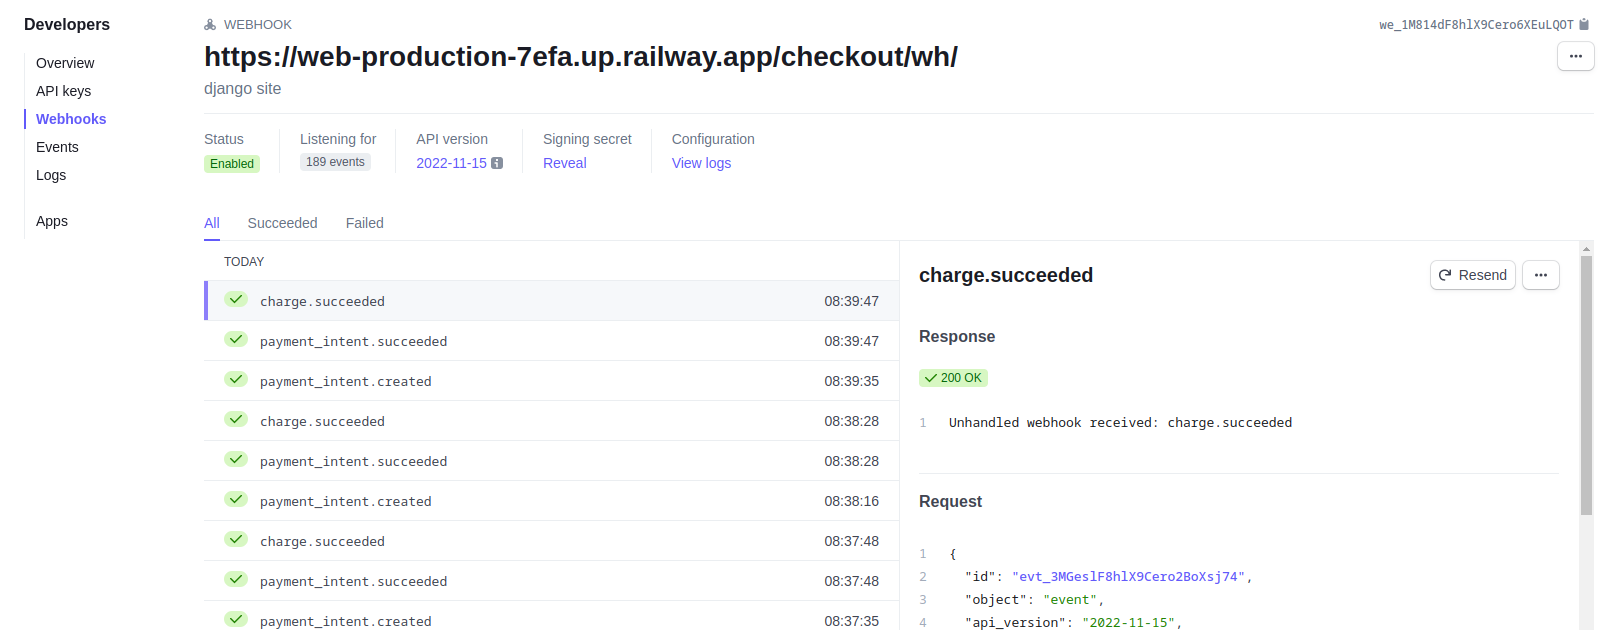 Developers
Overview
API keys
Webhooks
Events
Logs
Apps
WEBHOOK
we_1M814dF8hlX9Cero6XEuLQOT
https://web-production-7efa.up.railway.app/checkout/wh/
django site
Status
Enabled
Listening for
189 events
API version
2022-11-15
Signing secret
Reveal
Configuration
View logs
All Succeeded Failed
TODAY
charge.succeeded 08:39:47
payment_intent.succeeded 08:39:47
payment_intent.created 08:39:35
charge.succeeded 08:38:28
payment_intent.succeeded 08:38:28
payment_intent.created 08:38:16
charge.succeeded 08:37:48
payment_intent.succeeded 08:37:48
payment_intent.created 08:37:35
charge.succeeded
Resend
Response
200 OK
1 Unhandled webhook received: charge.succeeded
Request
1 {
2 "id": "evt_3MGeslF8hlX9Cero2BoXsj74",
3 "object": "event",
4 "api_version": "2022-11-15",